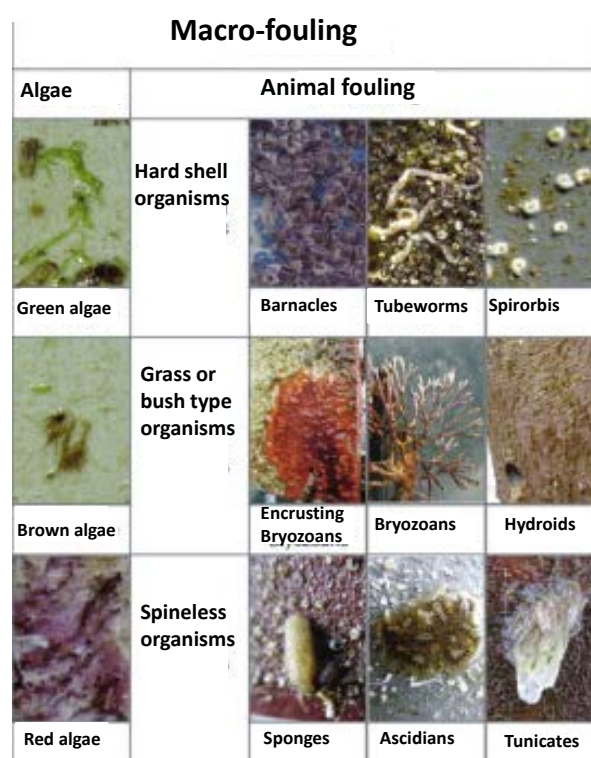 Macro-fouling
Algae
Animal fouling
Hard shell
organisms
Green algae
Barnacles
Tubeworms
Spirorbis
Grass or
bush type
organisms
Brown algae
Encrusting
Bryozoans
Bryozoans
Hydroids
Spineless
organisms
Red algae
Sponges
Ascidians
Tunicates